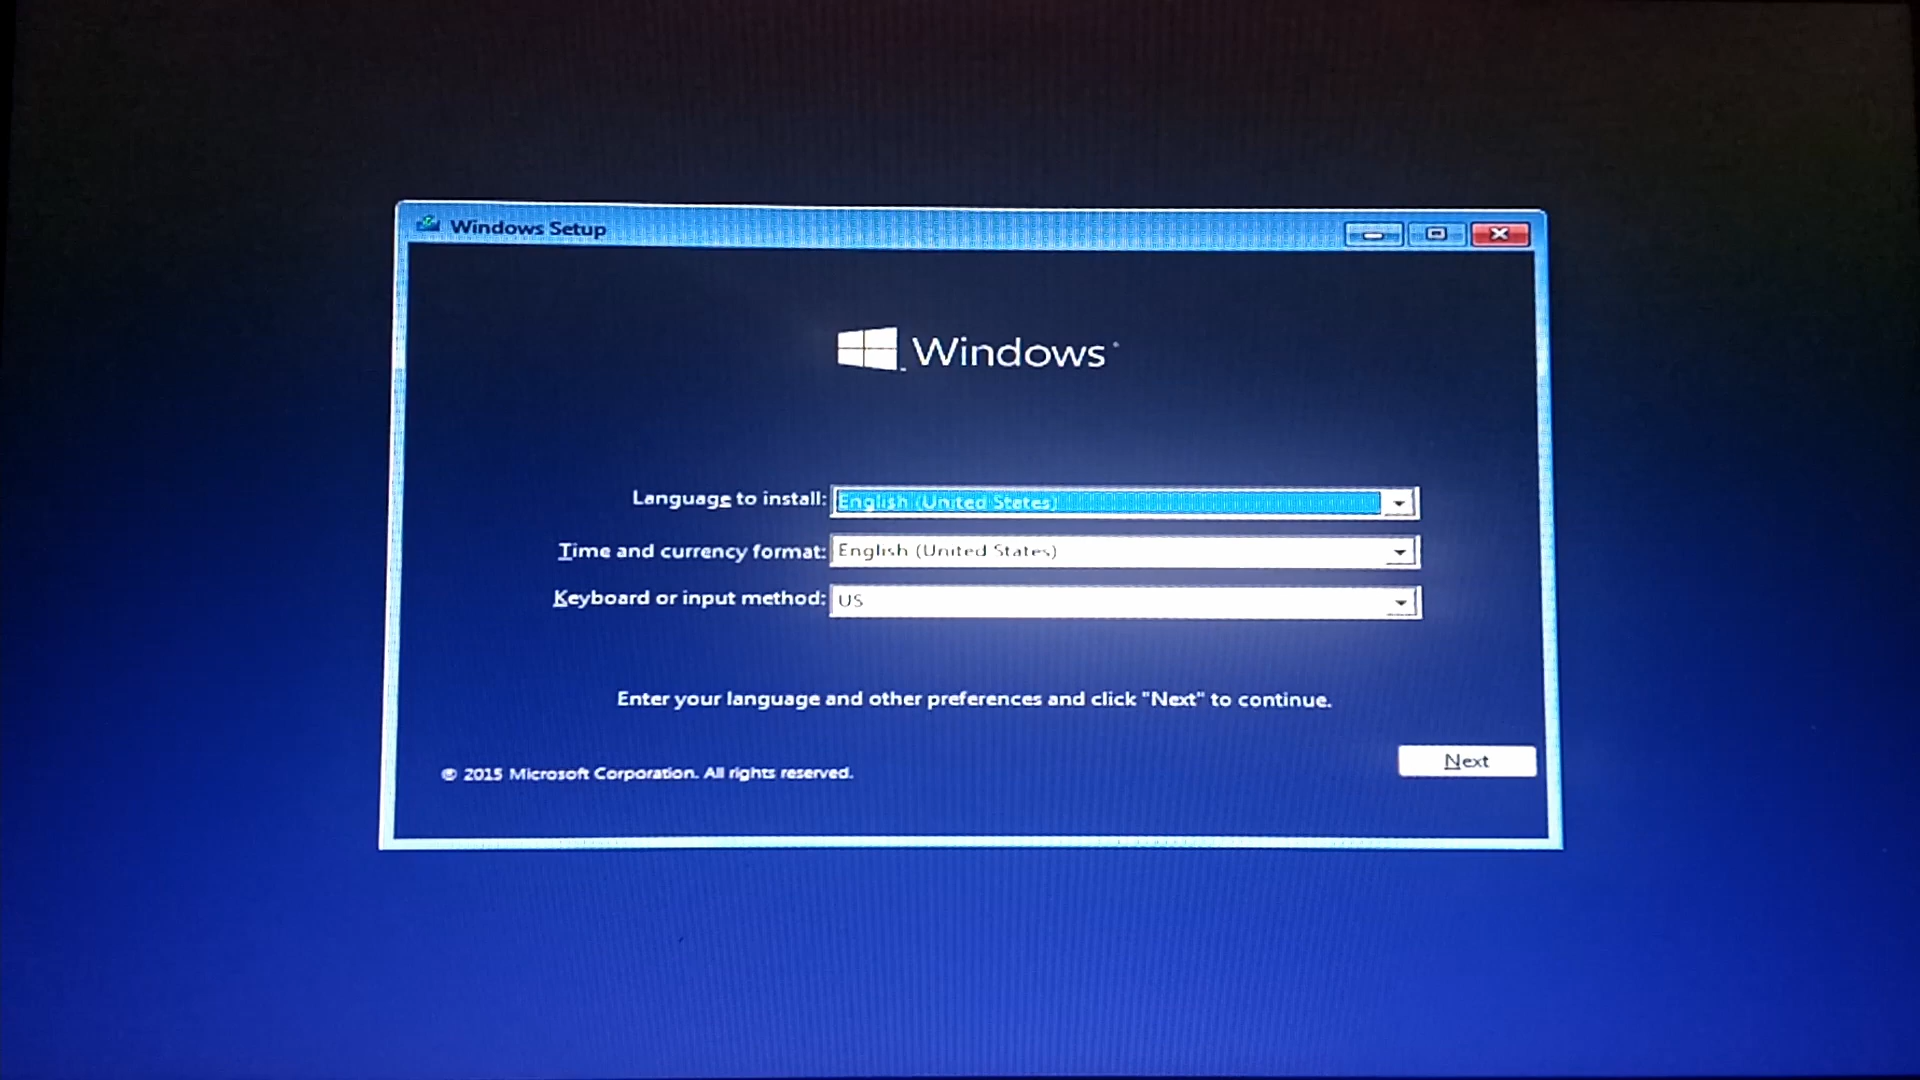 Windows Setup
Windows
Language to install: English (United States)
Time and currency format: English (United States)
Keyboard or input method: US
Enter your language and other preferences and click "Next" to continue.
© 2015 Microsoft Corporation. All rights reserved.
Next